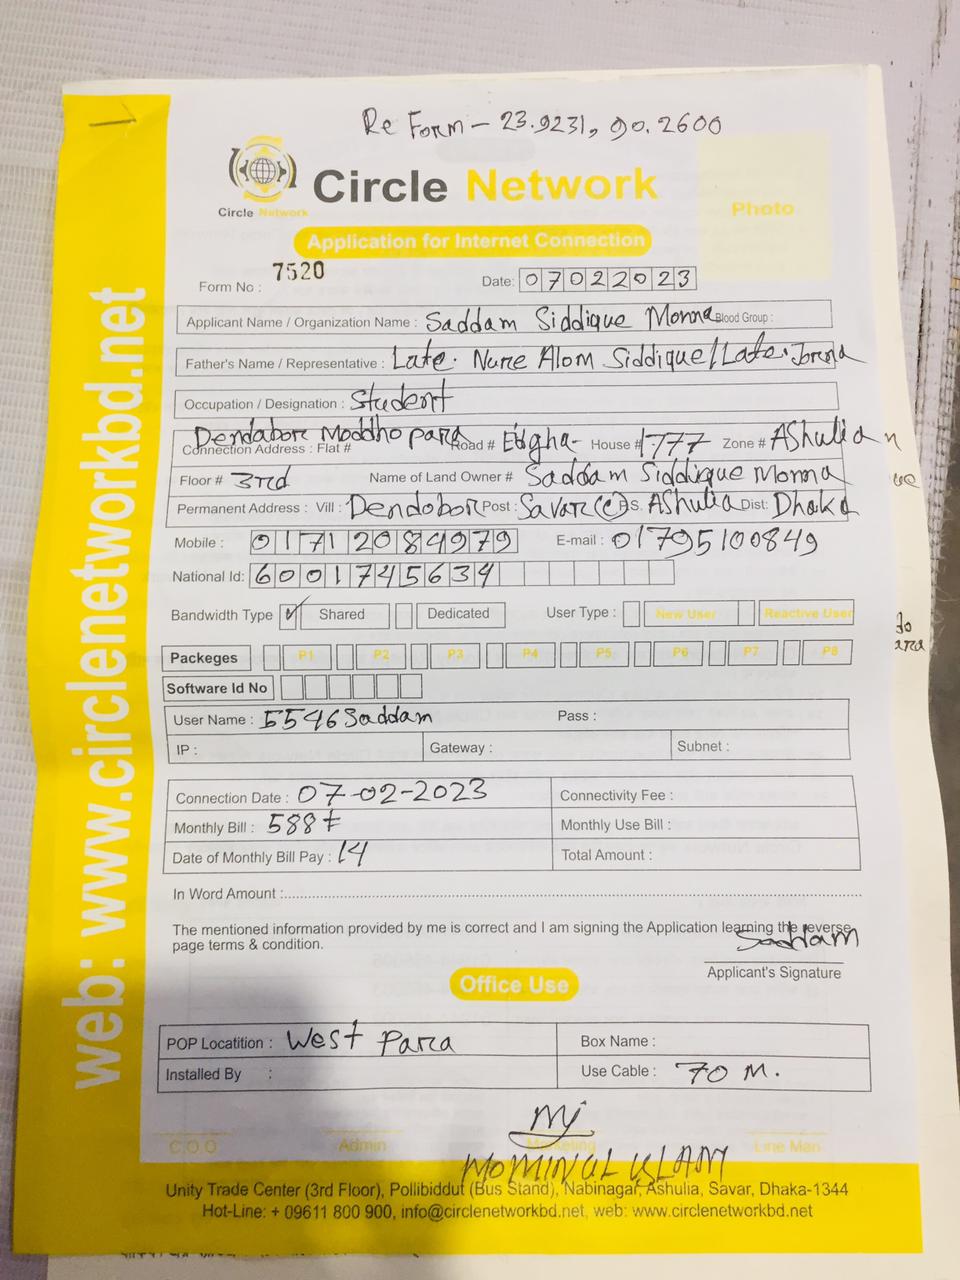 Re Form - 23.9231, 90.2600
Circle Network
Circle Network
Photo
Application for Internet Connection
Form No : 7520 Date: 07022023
Applicant Name / Organization Name : Saddam Siddique Monna Blood Group :
Father's Name / Representative : Late. Nure Alom Siddique/Late. Jorna
Occupation / Designation : Student
Connection Address : Flat # Dendabor Moddho para Road # Eidgha- House # 777 Zone # AShulia
Floor # 3rd Name of Land Owner # Saddam Siddique Monna
Permanent Address : Vill : Dendobor Post : Savar (c) PS. AShulia Dist: Dhaka
Mobile : 01712084979 E-mail : 01795100849
National Id: 6001745634
Bandwidth Type ✓ Shared Dedicated User Type : New User Reactive User
Packeges P1 P2 P3 P4 P5 P6 P7 P8
Software Id No
User Name : 5546Saddam Pass :
IP : Gateway : Subnet :
Connection Date : 07-02-2023 Connectivity Fee :
Monthly Bill : 588 Monthly Use Bill :
Date of Monthly Bill Pay : 14 Total Amount :
In Word Amount :
The mentioned information provided by me is correct and I am signing the Application learning the reverse
page terms & condition.
Saddam
Applicant's Signature
Office Use
POP Locatition : West Para Box Name :
Installed By : Use Cable : 70 M.
C.O.O Admin Marketing Line Man
MOMINUL ISLAM
Unity Trade Center (3rd Floor), Pollibiddut (Bus Stand), Nabinagar, Ashulia, Savar, Dhaka-1344
Hot-Line: + 09611 800 900, info@circlenetworkbd.net, web: www.circlenetworkbd.net
web: www.circlenetworkbd.net